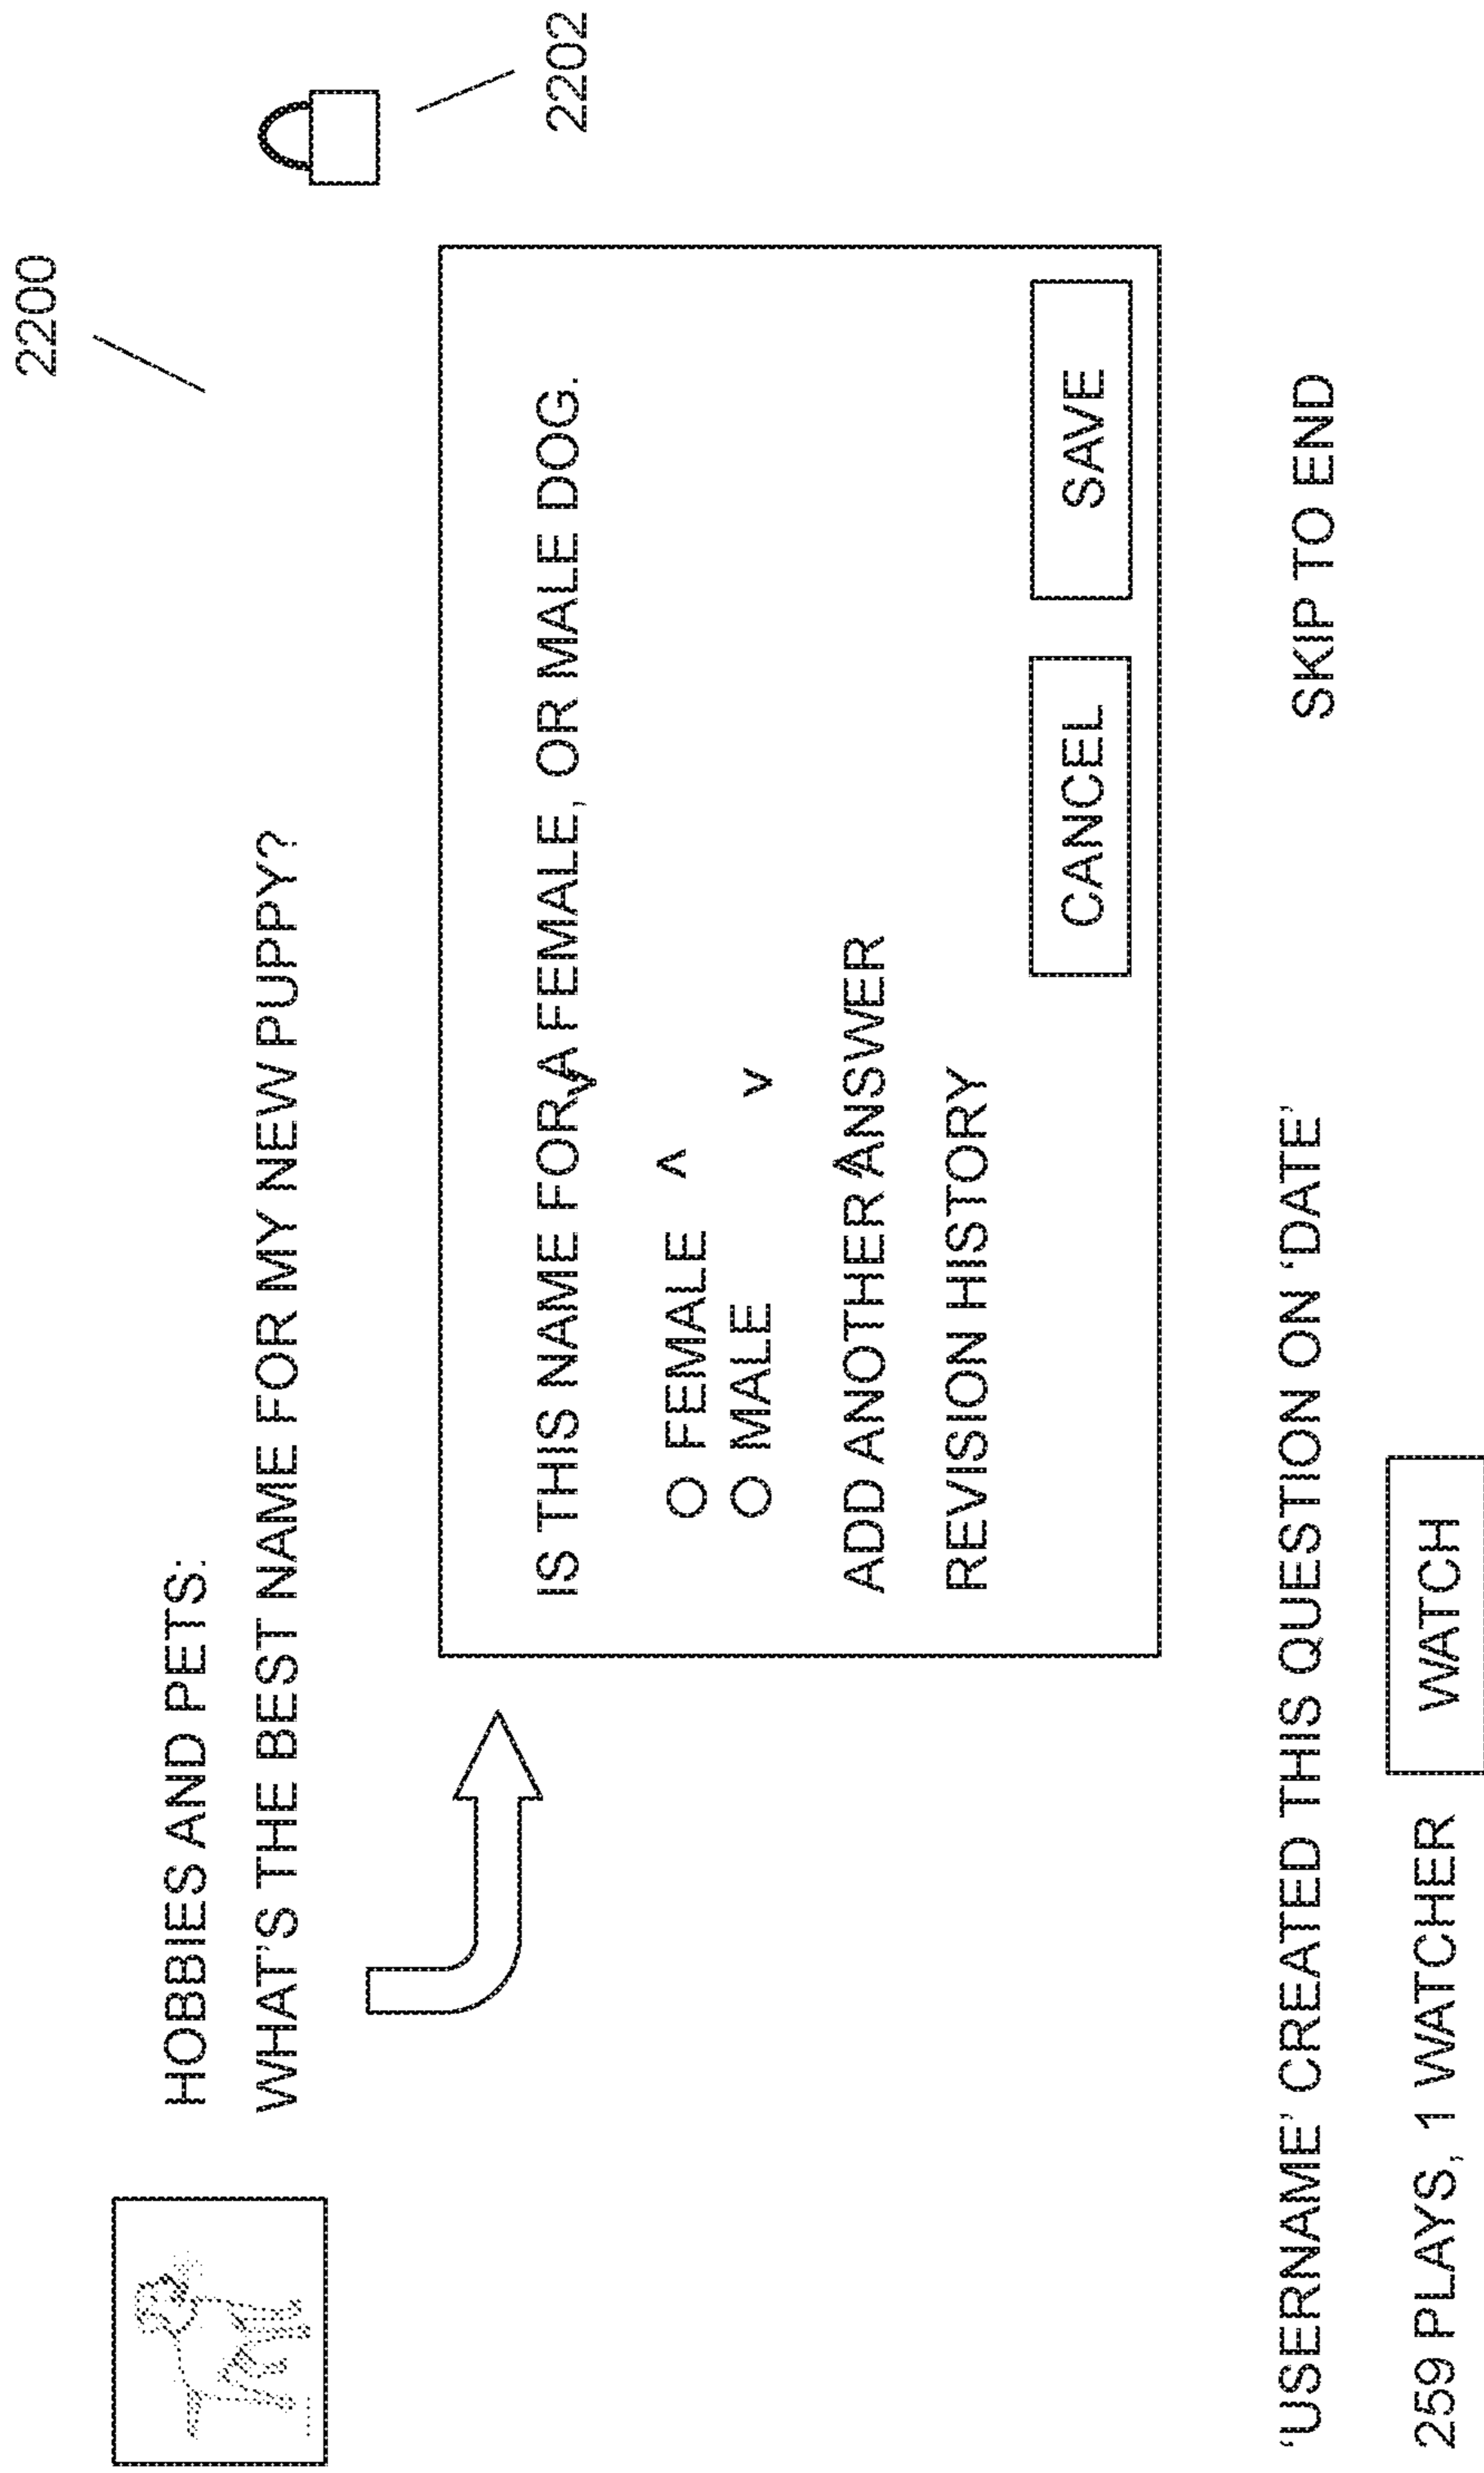 2200
2202
HOBBIES AND PETS:
WHAT'S THE BEST NAME FOR MY NEW PUPPY?
IS THIS NAME FOR A FEMALE, OR MALE DOG.
O FEMALE ^
O MALE v
ADD ANOTHER ANSWER
REVISION HISTORY
CANCEL SAVE
'USERNAME' CREATED THIS QUESTION ON 'DATE' SKIP TO END
259 PLAYS, 1 WATCHER WATCH